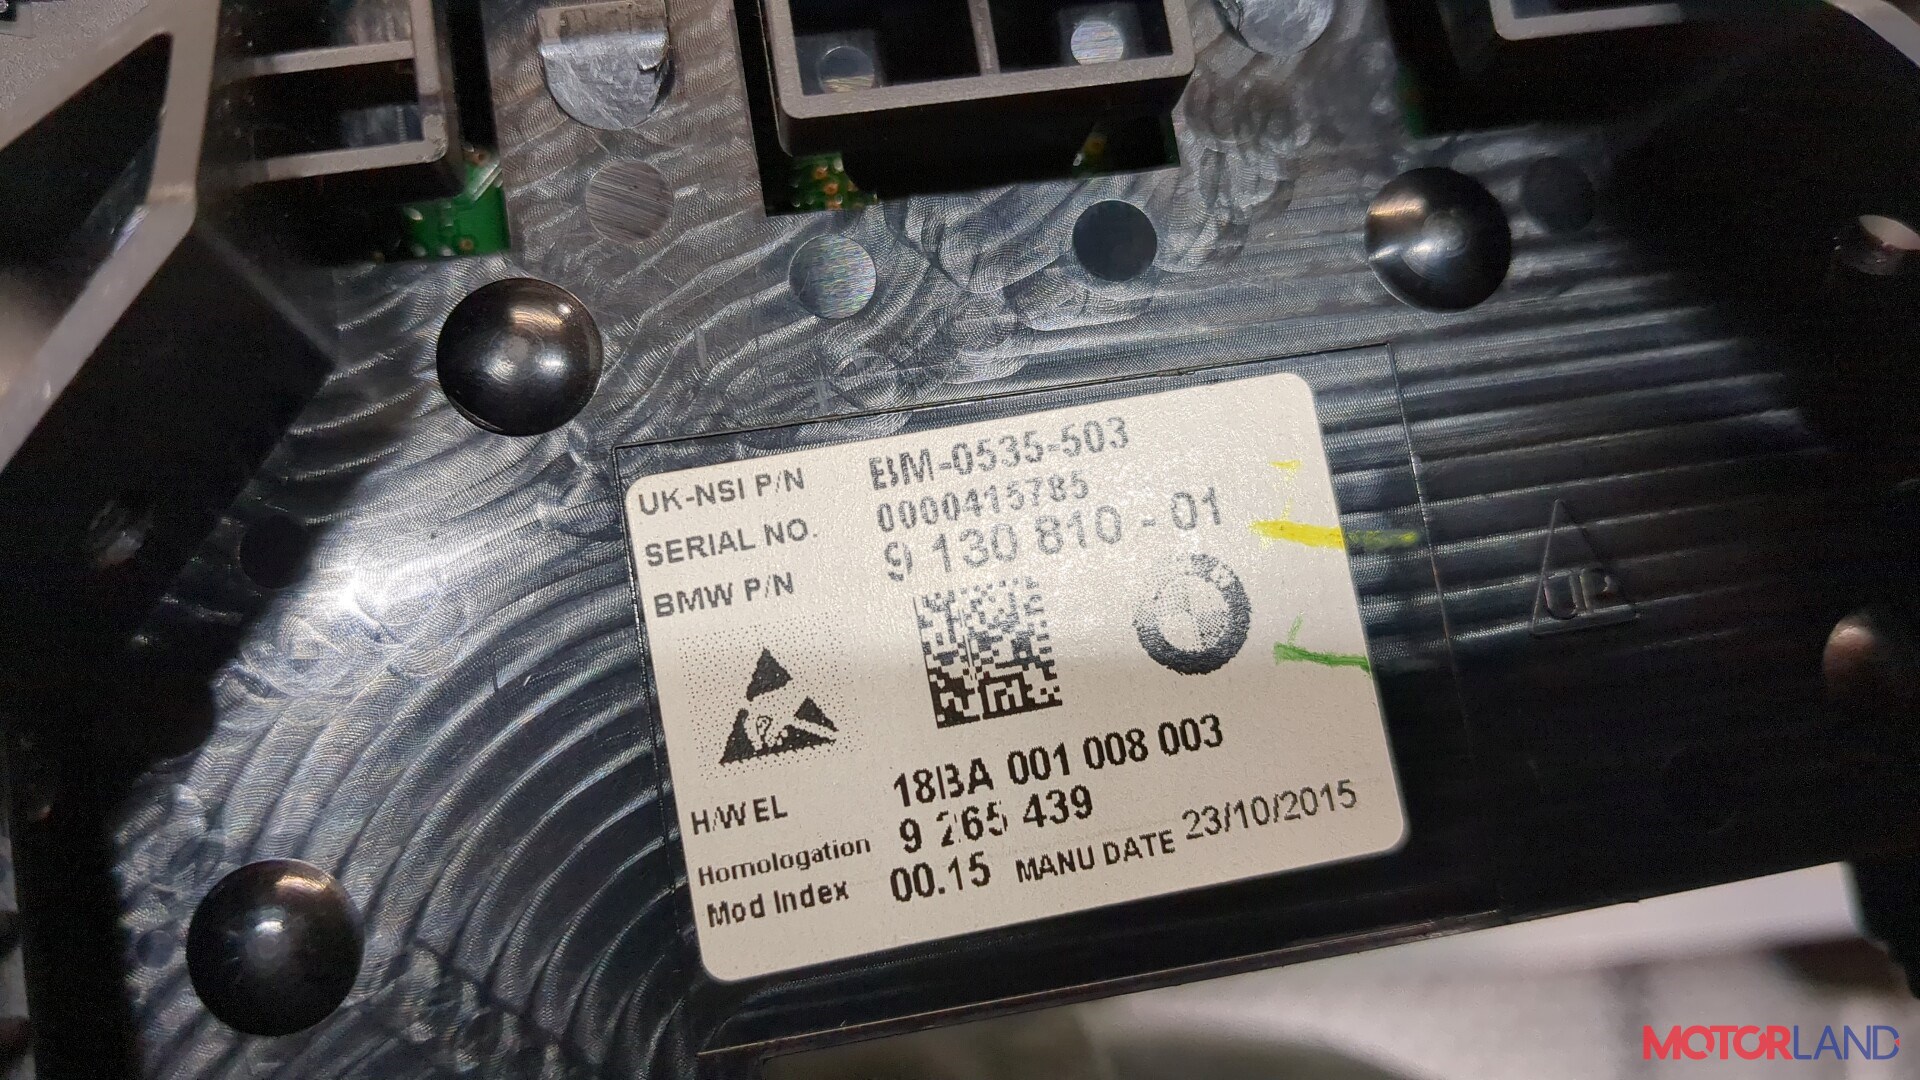 UK-NSI P/N BM-0535-503
SERIAL NO. 0000415785
BMW P/N 9 130 810 - 01
H/W EL 18BA 001 008 003
Homologation 9 265 439
Mod Index 00.15 MANU DATE 23/10/2015
UP
MOTORLAND